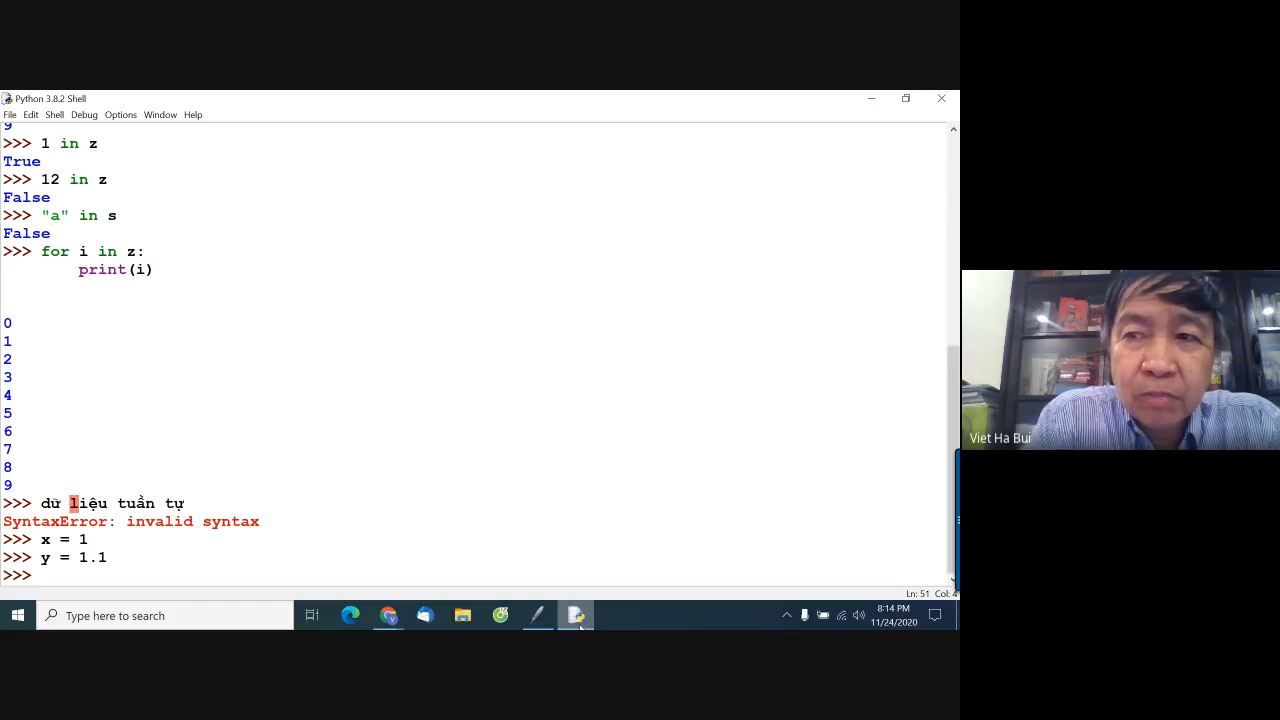 Python 3.8.2 Shell
File Edit Shell Debug Options Window Help
9
>>> 1 in z
True
>>> 12 in z
False
>>> "a" in s
False
>>> for i in z:
        print(i)
0
1
2
3
4
5
6
7
8
9
>>> dữ liệu tuần tự
SyntaxError: invalid syntax
>>> x = 1
>>> y = 1.1
>>>
Ln: 51 Col: 4
Type here to search
8:14 PM
11/24/2020
Viet Ha Bui